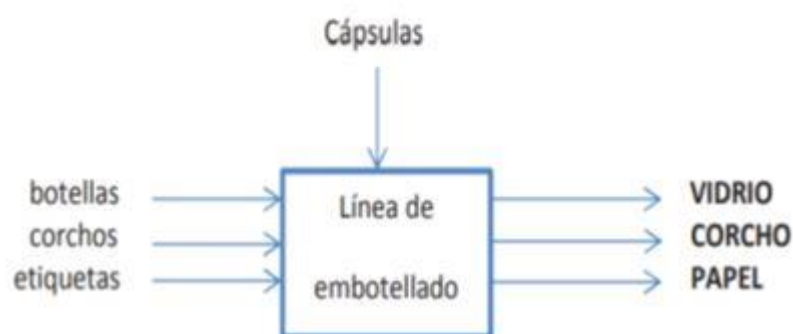 Cápsulas
botellas
corchos
etiquetas
Línea de
embotellado
VIDRIO
CORCHO
PAPEL